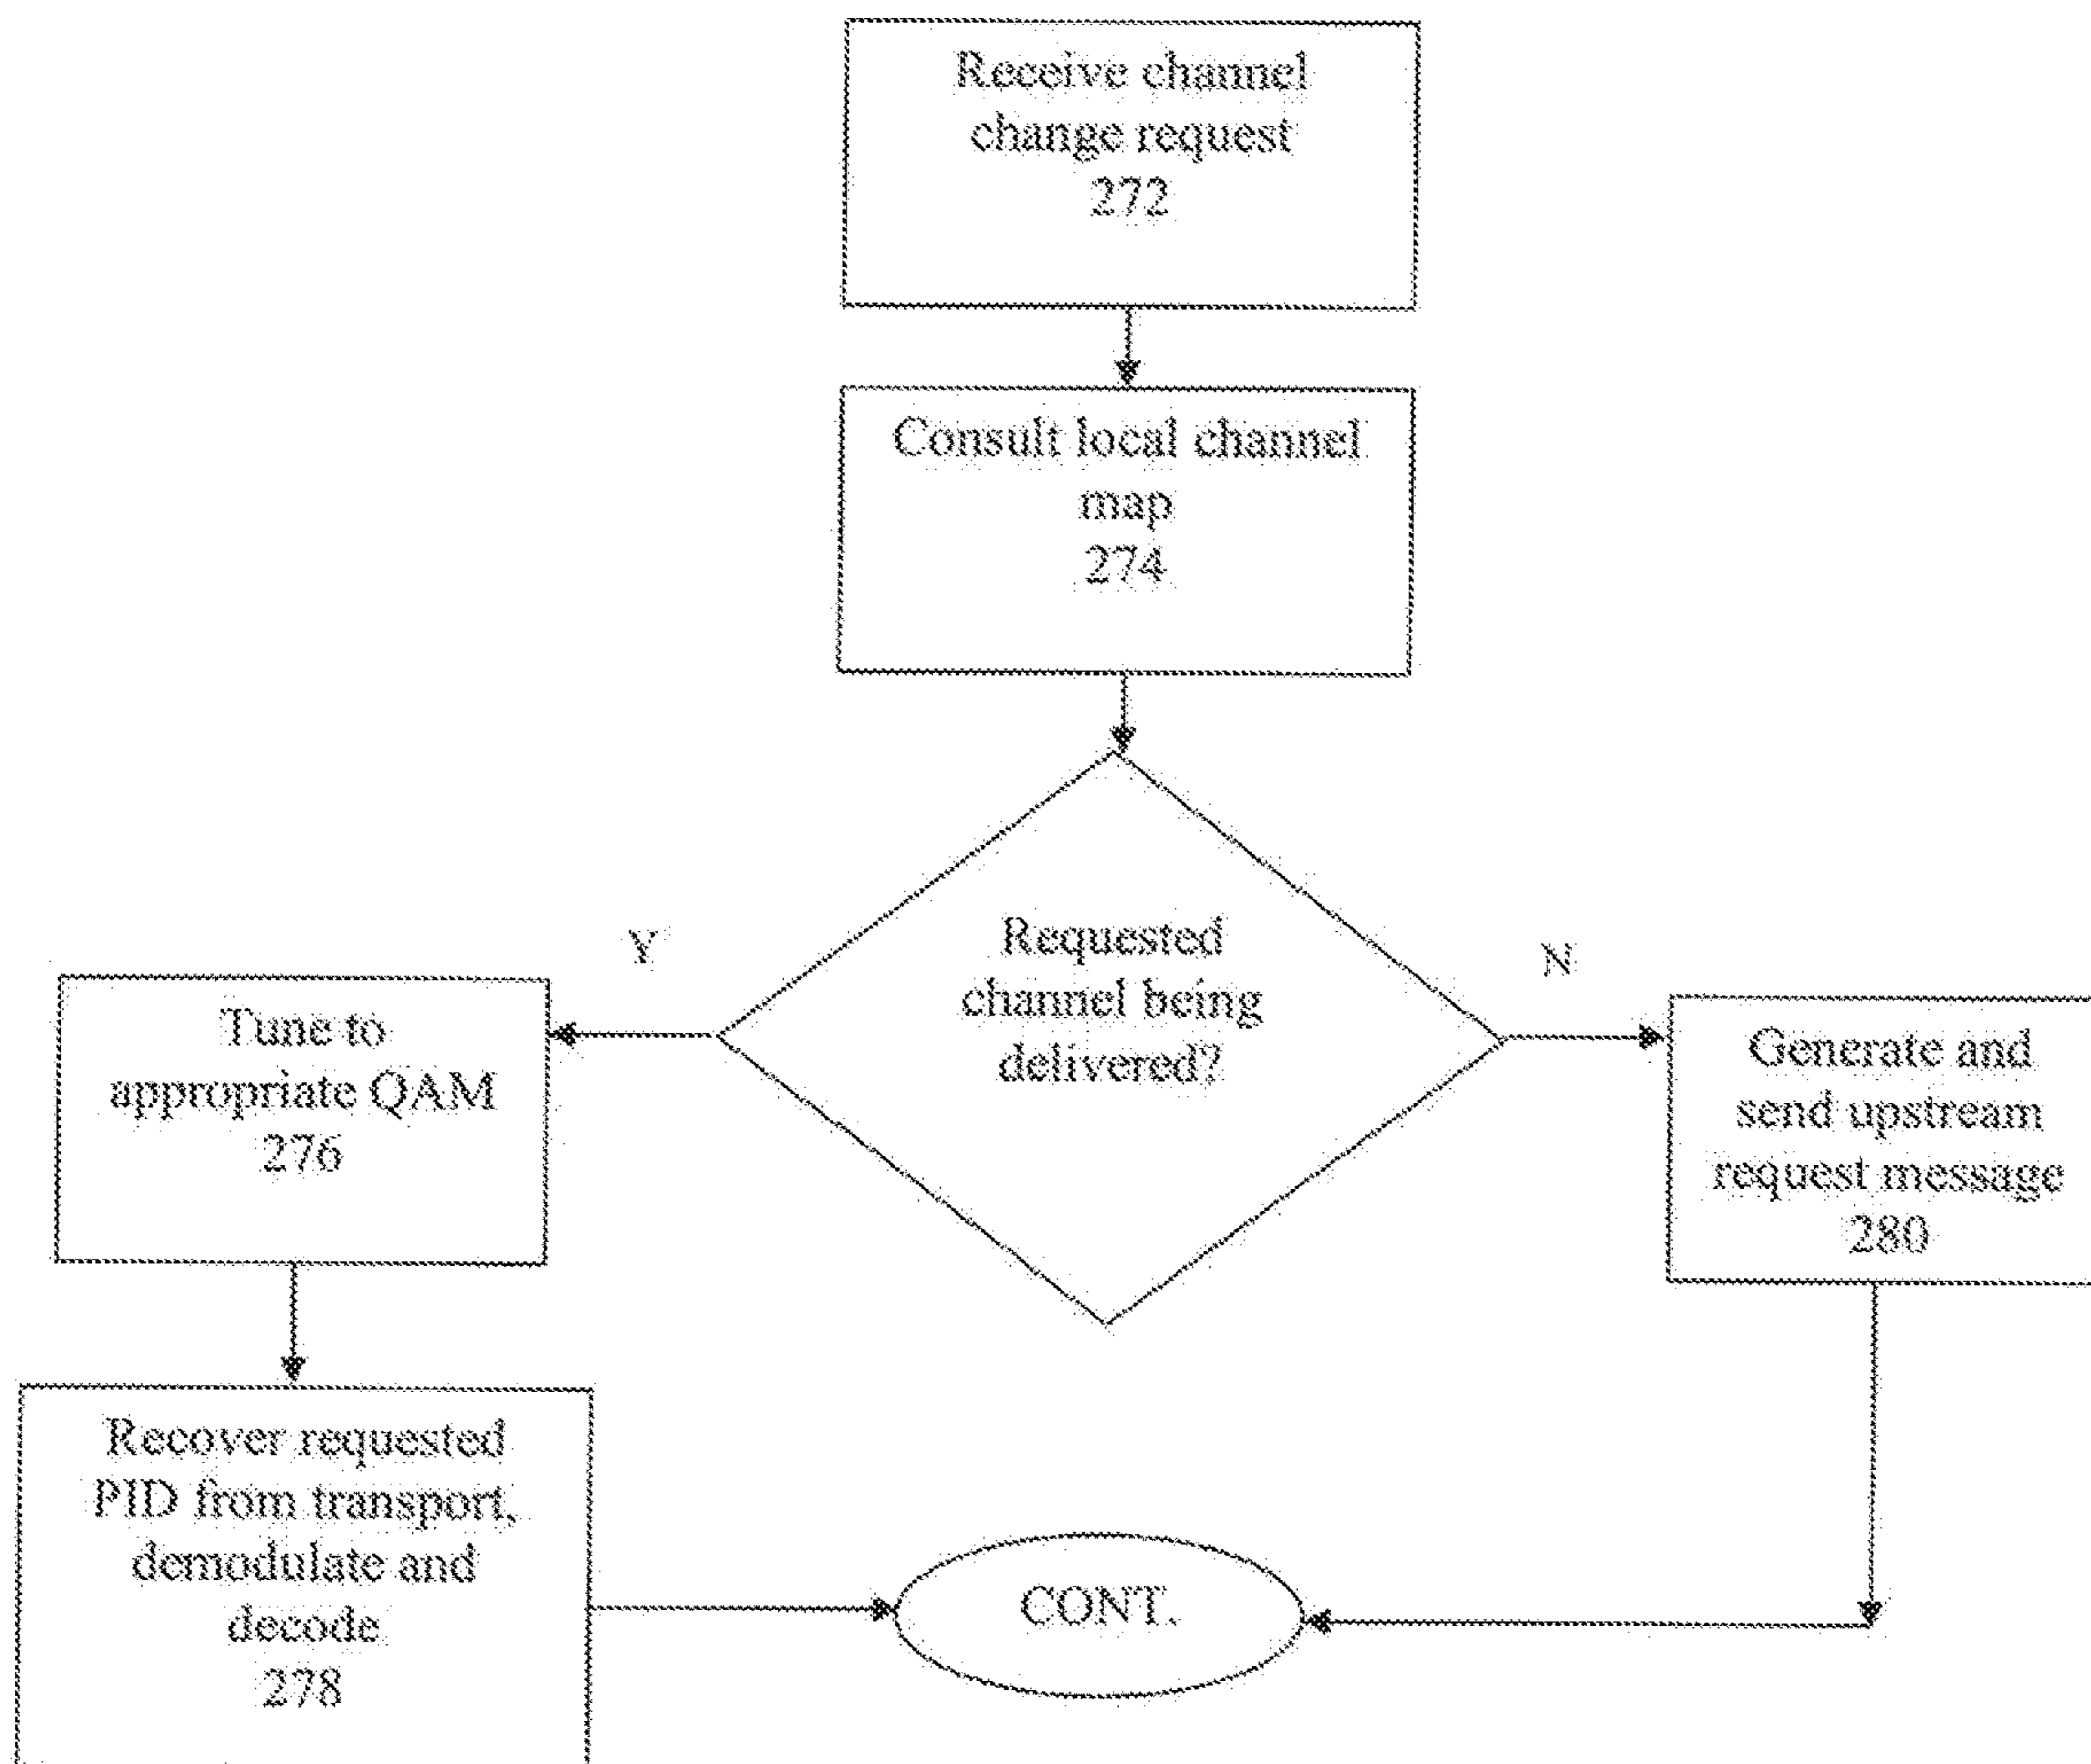 Receive channel
change request
272
Consult local channel
map
274
Requested
channel being
delivered?
Y
N
Tune to
appropriate QAM
276
Generate and
send upstream
request message
280
Recover requested
PID from transport,
demodulate and
decode
278
CONT.